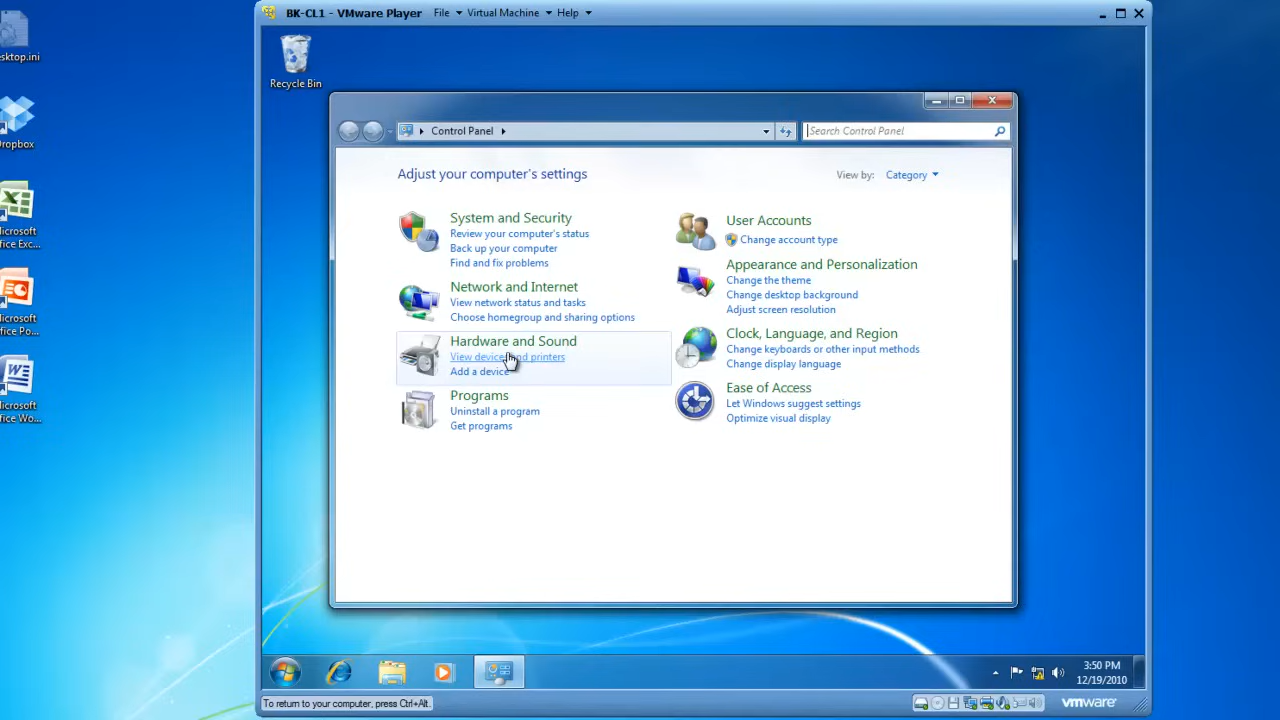 BK-CL1 - VMware Player File Virtual Machine Help
sktop.ini
Dropbox
Microsoft
ffice Exc...
Microsoft
ffice Po...
Microsoft
ffice Wo...
Recycle Bin
Control Panel
Search Control Panel
Adjust your computer's settings
View by: Category
System and Security
Review your computer's status
Back up your computer
Find and fix problems
Network and Internet
View network status and tasks
Choose homegroup and sharing options
Hardware and Sound
View devices and printers
Add a device
Programs
Uninstall a program
Get programs
User Accounts
Change account type
Appearance and Personalization
Change the theme
Change desktop background
Adjust screen resolution
Clock, Language, and Region
Change keyboards or other input methods
Change display language
Ease of Access
Let Windows suggest settings
Optimize visual display
3:50 PM
12/19/2010
To return to your computer, press Ctrl+Alt.
vmware